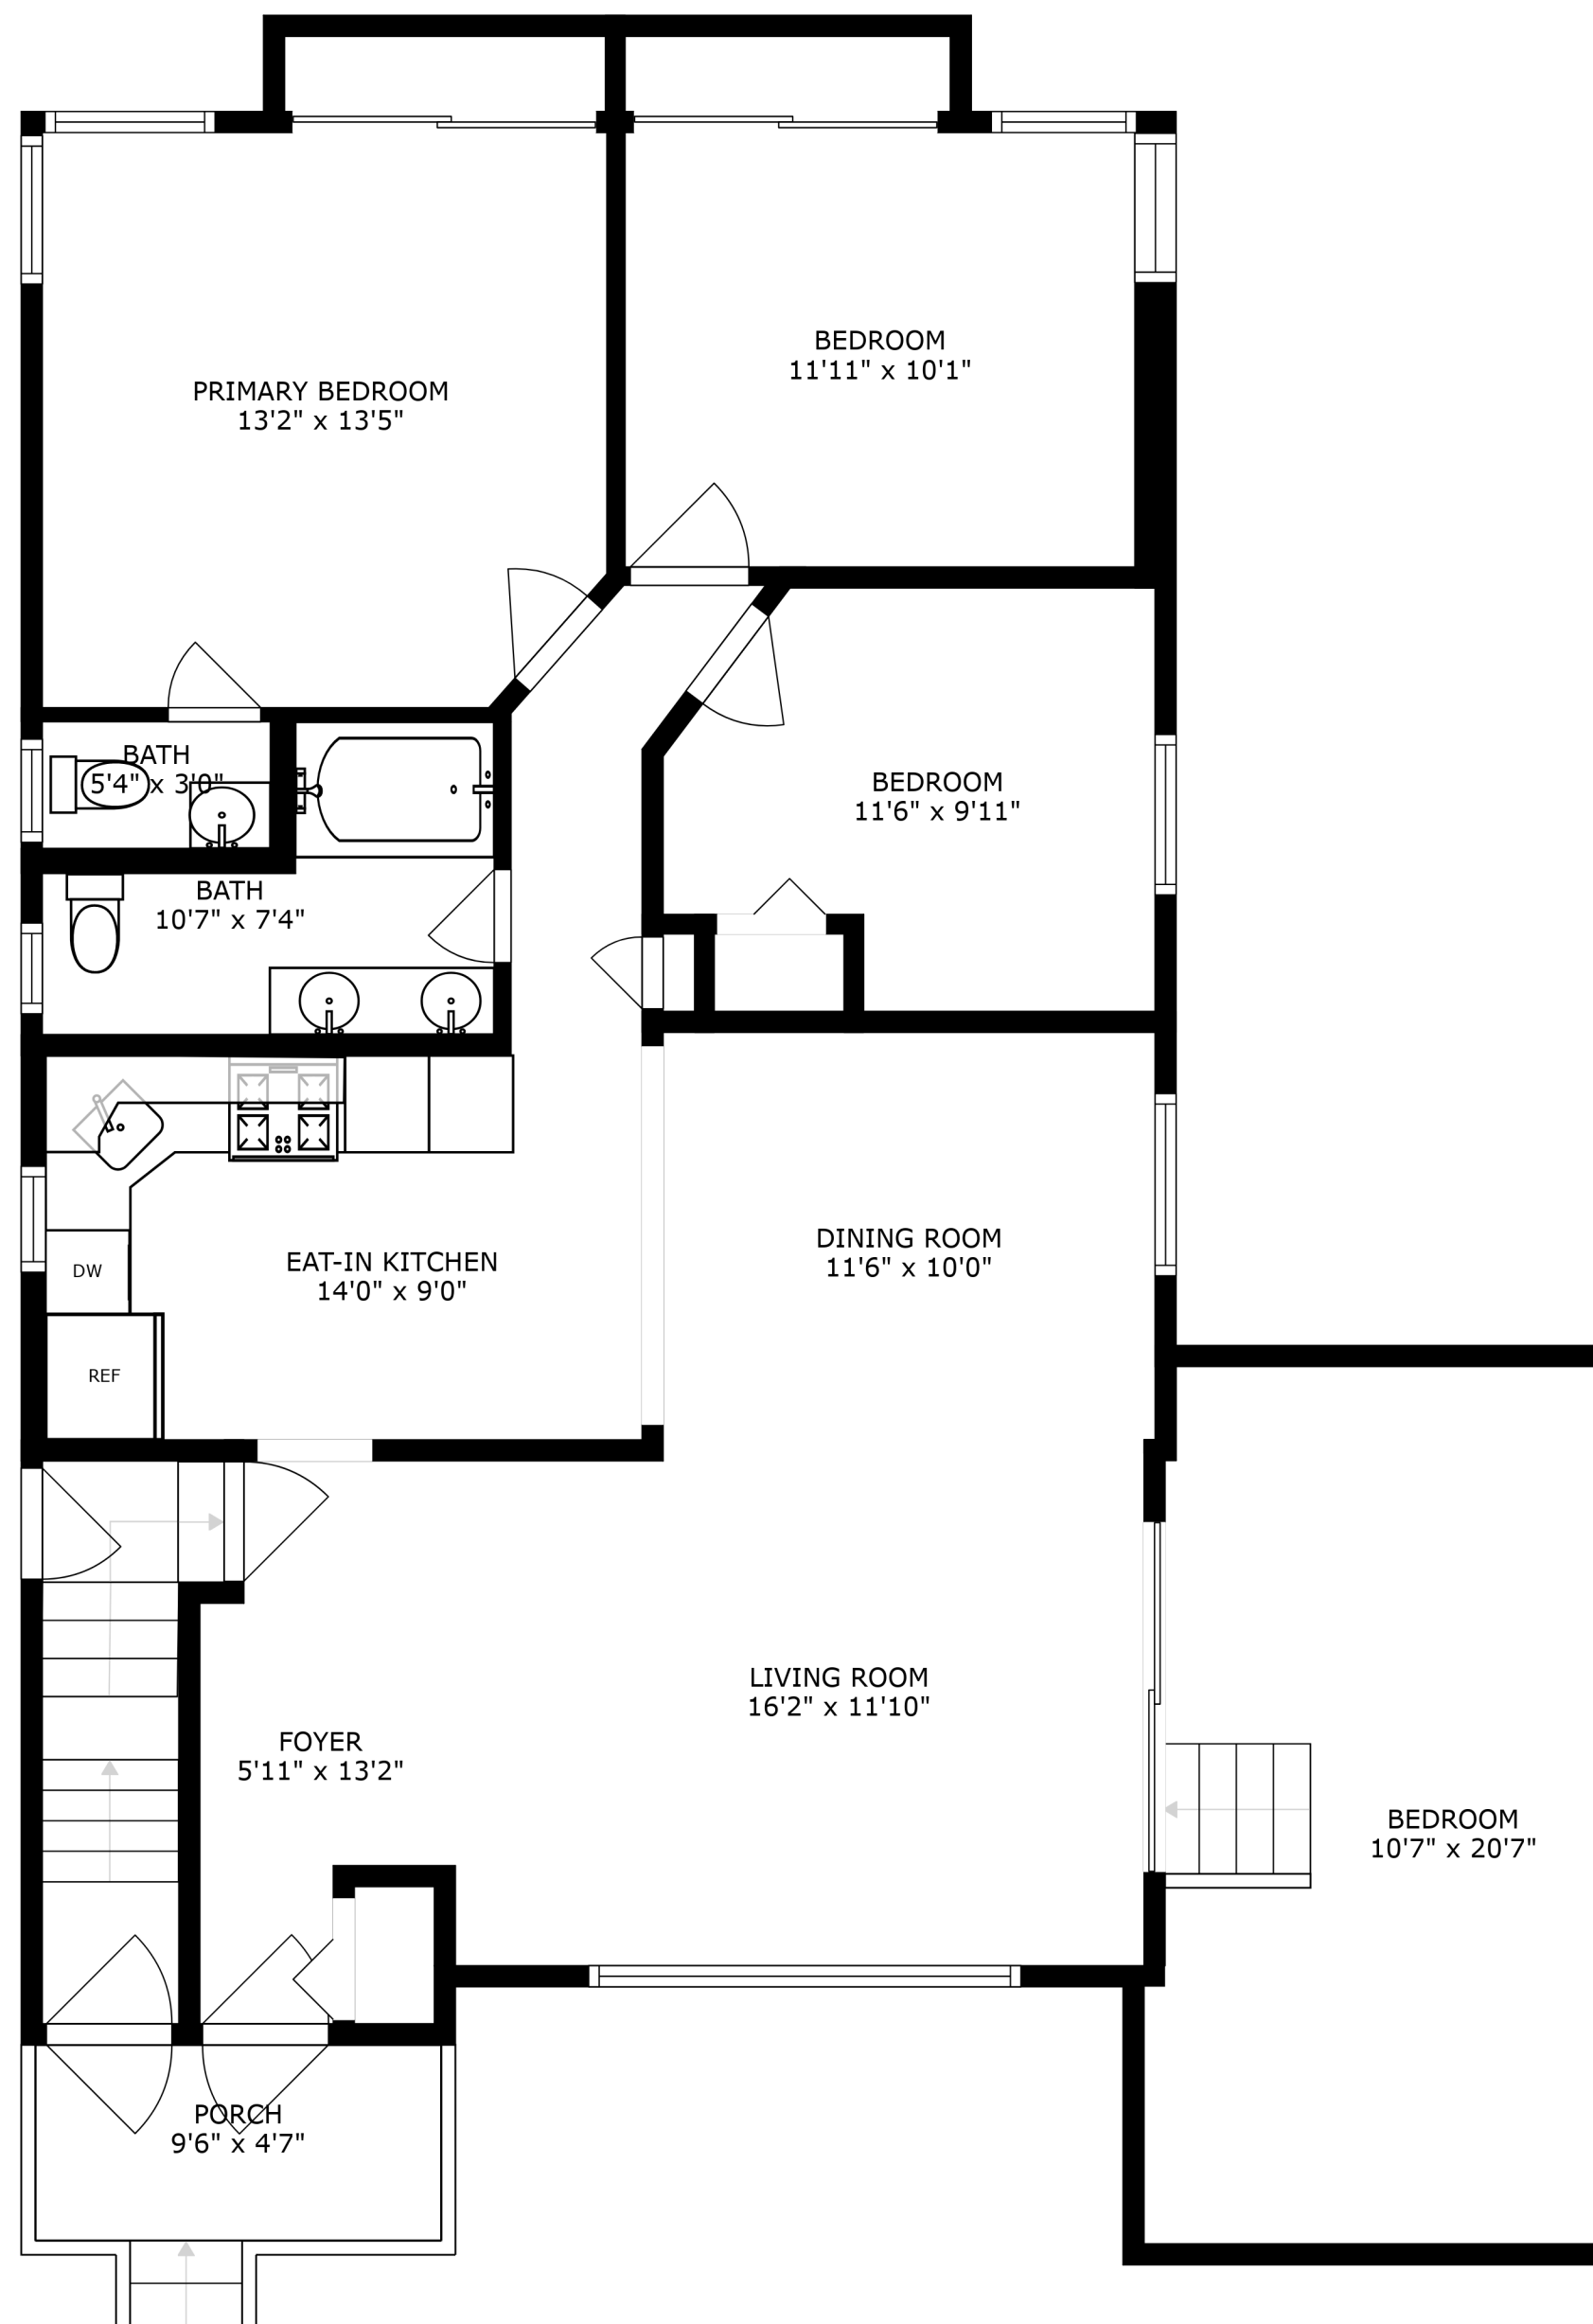 BEDROOM
11'11" x 10'1"
PRIMARY BEDROOM
13'2" x 13'5"
BATH
5'4" x 3'0"
BEDROOM
11'6" x 9'11"
BATH
10'7" x 7'4"
DINING ROOM
11'6" x 10'0"
EAT-IN KITCHEN
14'0" x 9'0"
DW
REF
LIVING ROOM
16'2" x 11'10"
FOYER
5'11" x 13'2"
BEDROOM
10'7" x 20'7"
PORCH
9'6" x 4'7"